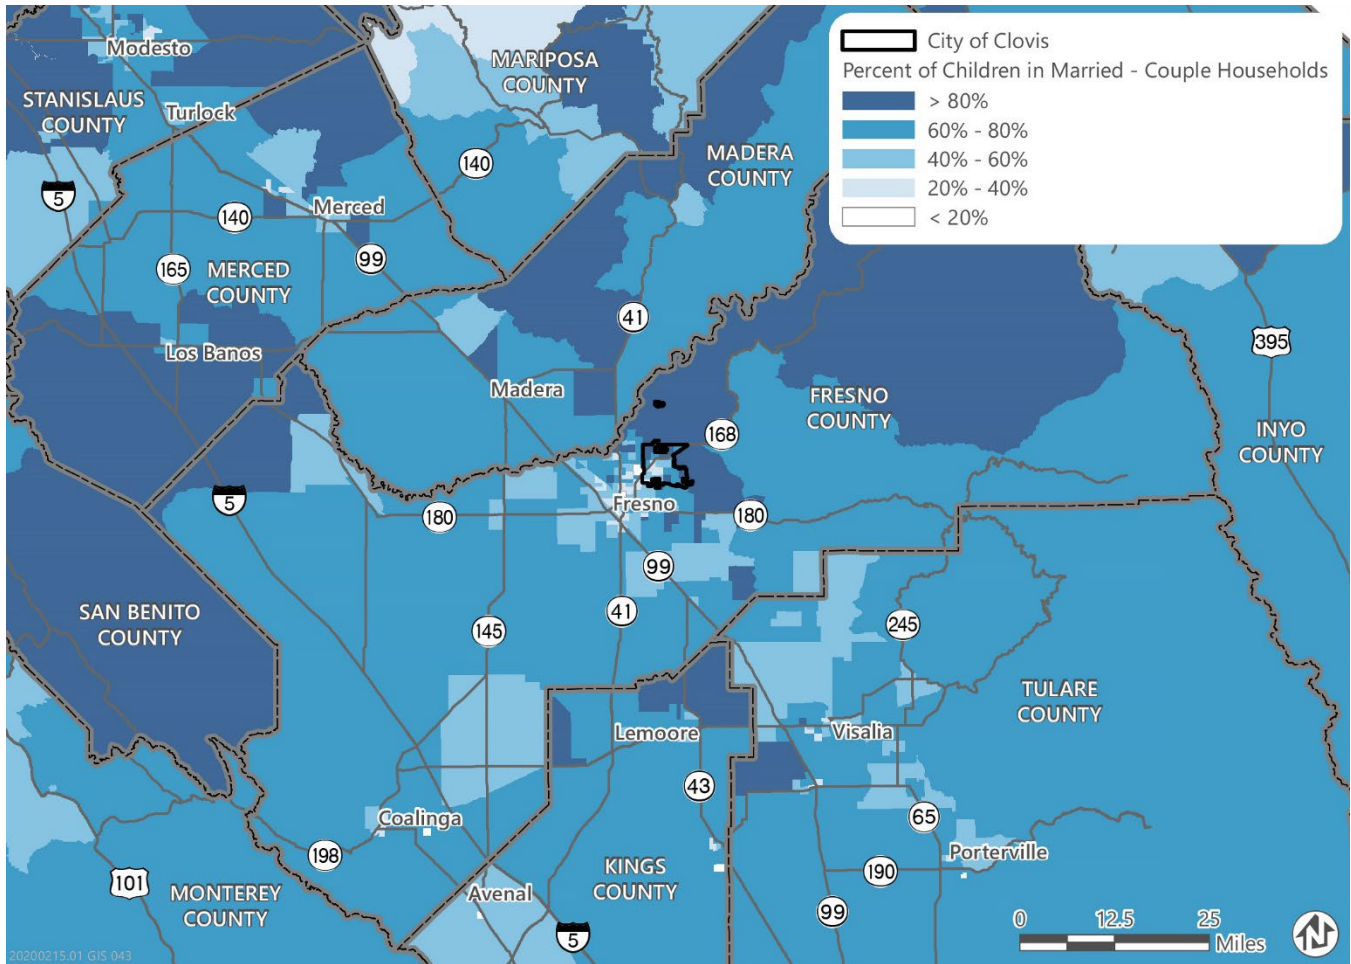 City of Clovis
Percent of Children in Married - Couple Households
> 80%
60% - 80%
40% - 60%
20% - 40%
< 20%
Modesto
MARIPOSA
COUNTY
STANISLAUS
COUNTY
Turlock
MADERA
COUNTY
140
5
Merced
140
99
165
MERCED
COUNTY
41
395
Los Banos
Madera
FRESNO
COUNTY
168
INYO
COUNTY
5
Fresno
180
180
99
SAN BENITO
COUNTY
41
145
245
TULARE
COUNTY
Lemoore
Visalia
43
Coalinga
65
198
Porterville
KINGS
COUNTY
190
101
MONTEREY
COUNTY
Avenal
99
5
0 12.5 25
Miles
N
20200215.01 GIS 043